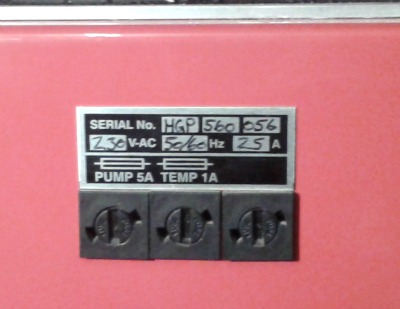 SERIAL No. HGP 560 056
230 V-AC 50/60 Hz 25 A
PUMP 5A TEMP 1A